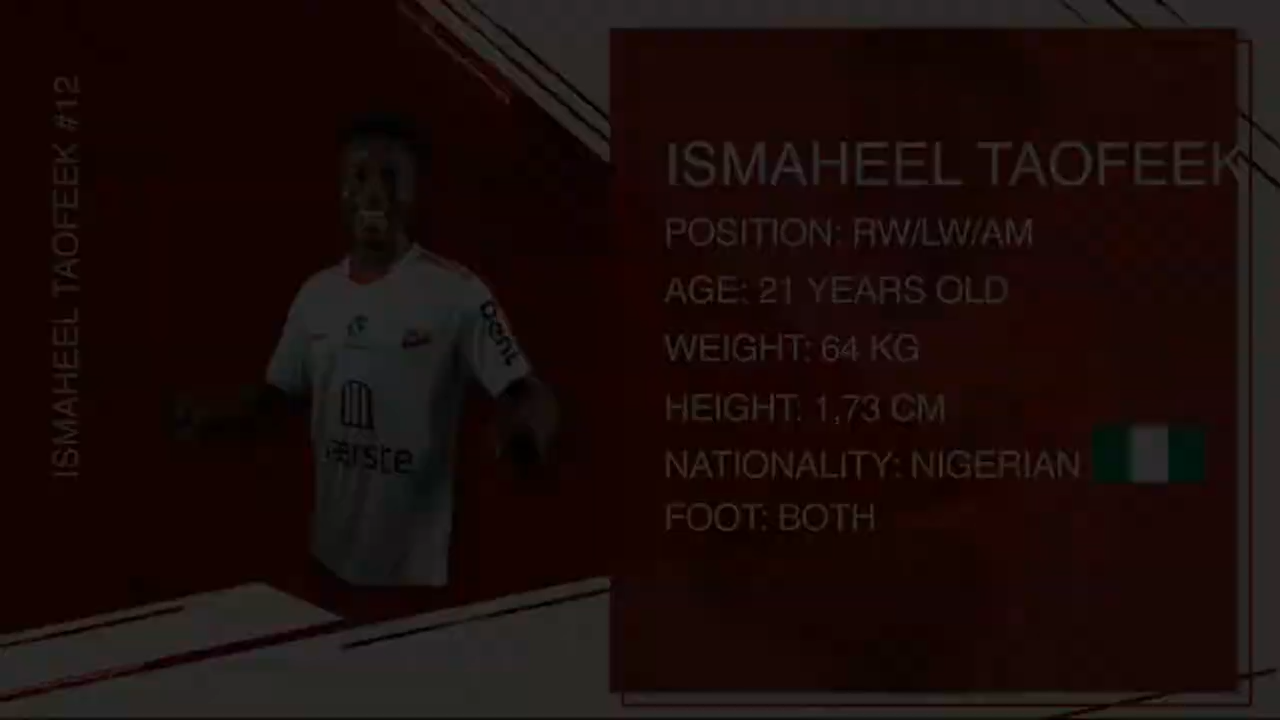 ISMAHEEL TAOFEEK #12
ISMAHEEL TAOFEEK
POSITION: RW/LW/AM
AGE: 21 YEARS OLD
WEIGHT: 64 KG
HEIGHT: 1,73 CM
NATIONALITY: NIGERIAN
FOOT: BOTH